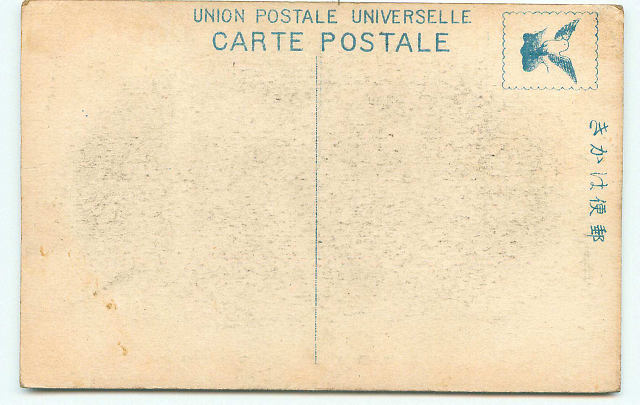 UNION POSTALE UNIVERSELLE
CARTE POSTALE
郵便はかき